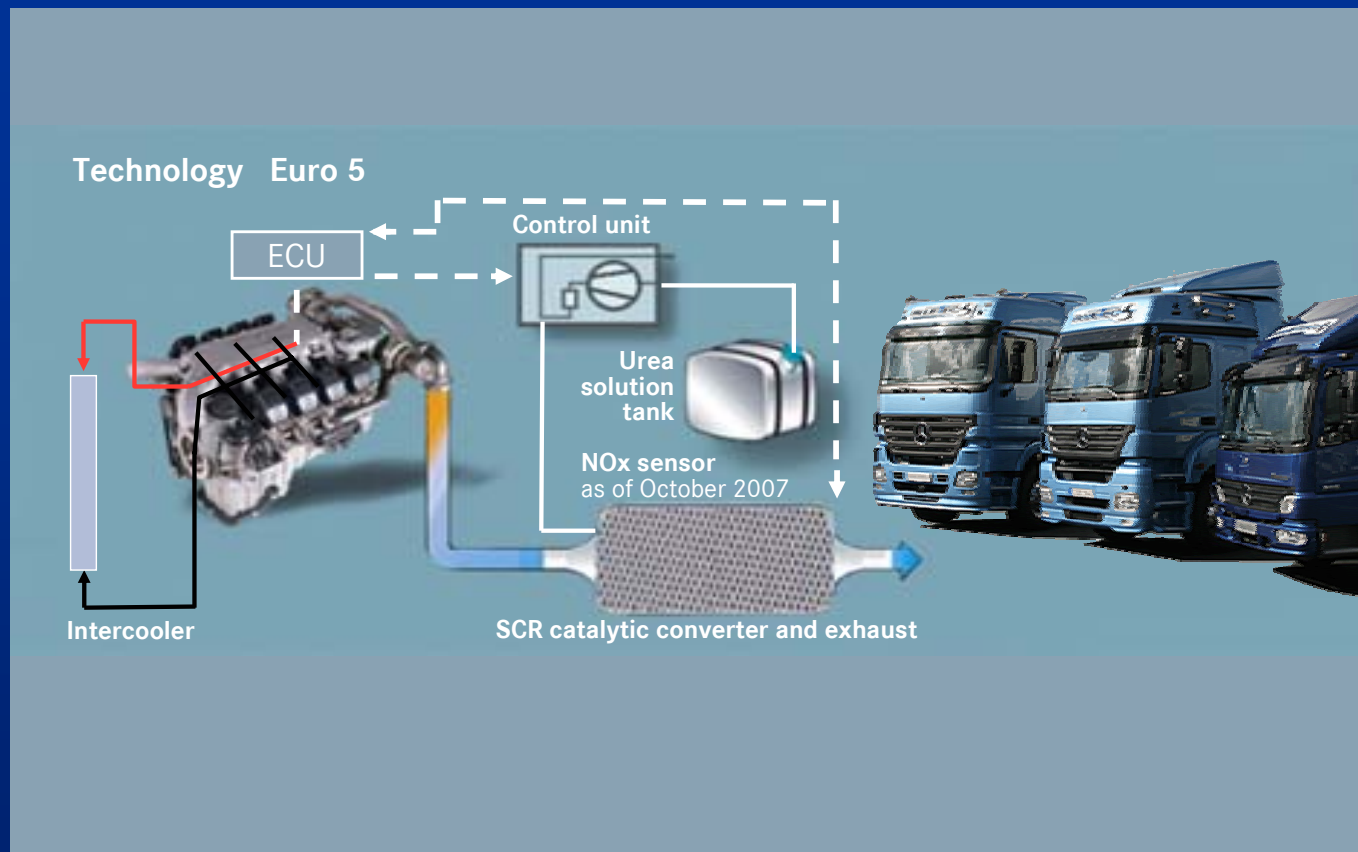 Technology Euro 5
Control unit
ECU
Urea
solution
tank
NOx sensor
as of October 2007
Intercooler
SCR catalytic converter and exhaust